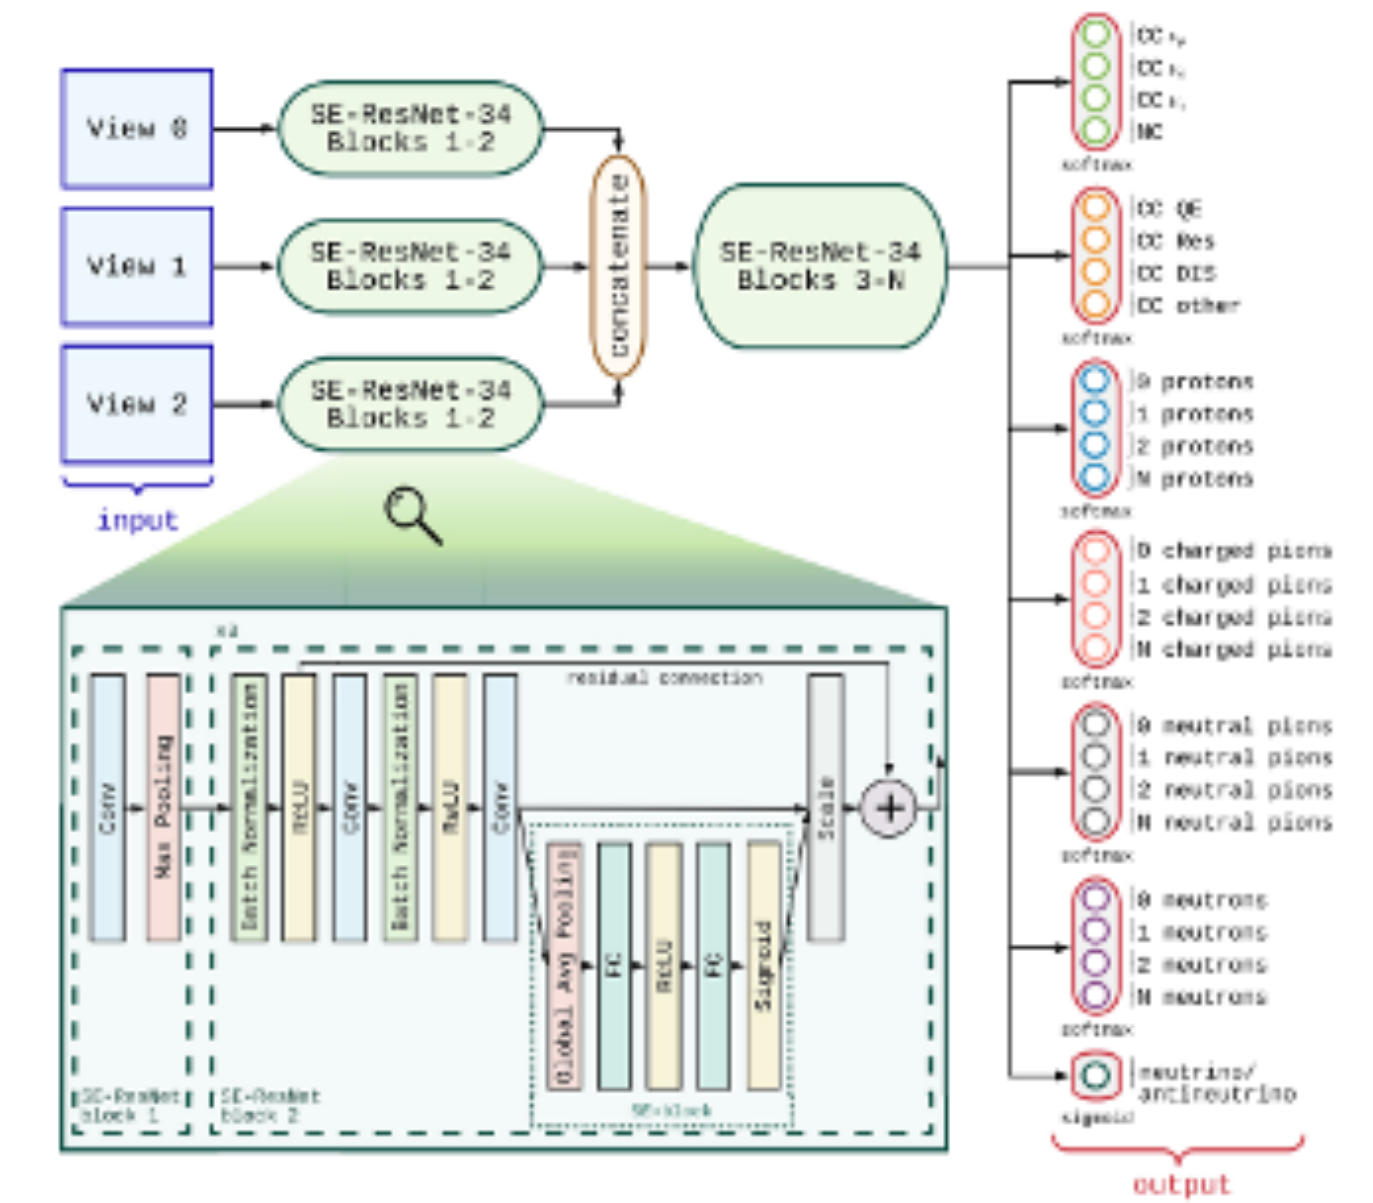 View 0
SE-ResNet-34
Blocks 1-2
View 1
SE-ResNet-34
Blocks 1-2
View 2
SE-ResNet-34
Blocks 1-2
input
concatenate
SE-ResNet-34
Blocks 3-N
x3
Conv
Max Pooling
SE-ResNet
block 1
Batch Normalization
ReLU
Conv
Batch Normalization
ReLU
Conv
residual connection
Global Avg Pooling
FC
ReLU
FC
Sigmoid
SE-block
Scale
+
SE-ResNet
block 2
CC
CC
CC
NC
softmax
CC QE
CC Res
CC DIS
CC other
softmax
0 protons
1 protons
2 protons
N protons
softmax
0 charged pions
1 charged pions
2 charged pions
N charged pions
softmax
0 neutral pions
1 neutral pions
2 neutral pions
N neutral pions
softmax
0 neutrons
1 neutrons
2 neutrons
N neutrons
softmax
neutrino/
antineutrino
sigmoid
output